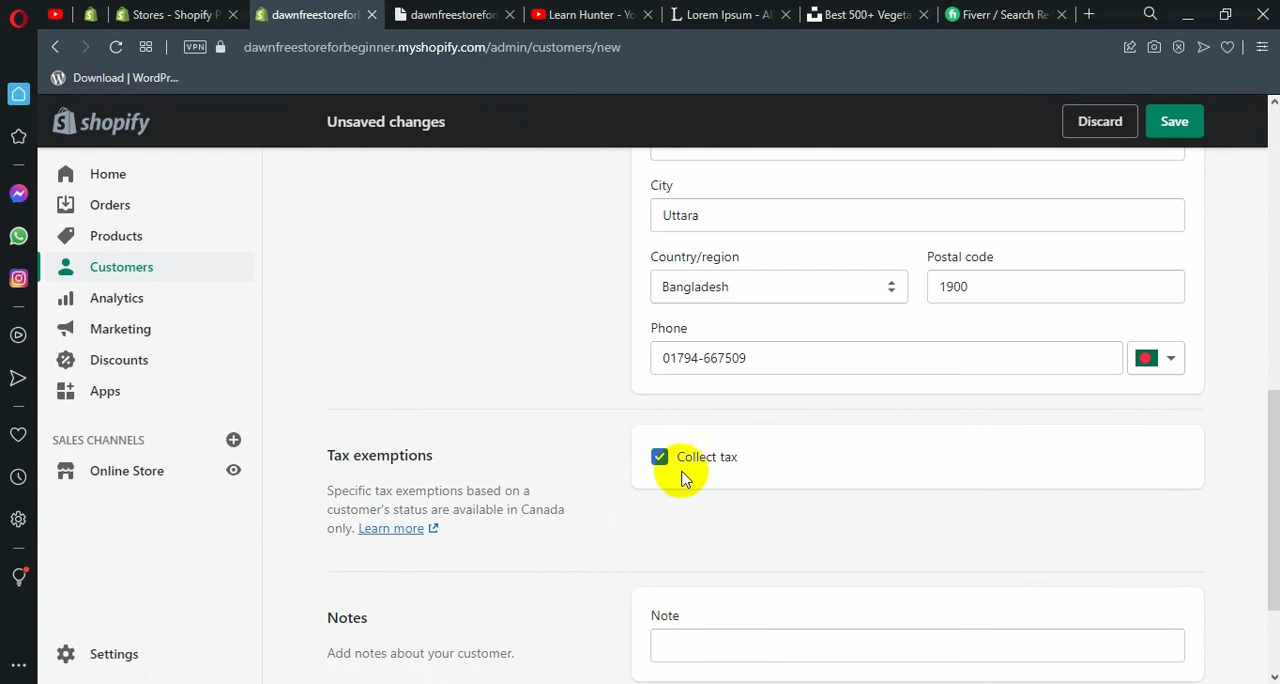 Stores - Shopify P
dawnfreestorefor
dawnfreestorefor
Learn Hunter - Yo
Lorem Ipsum - All
Best 500+ Vegeta
Fiverr / Search Re
VPN
dawnfreestoreforbeginner.myshopify.com/admin/customers/new
Download | WordPr...
shopify
Unsaved changes
Discard
Save
Home
Orders
Products
Customers
Analytics
Marketing
Discounts
Apps
SALES CHANNELS
Online Store
Settings
City
Uttara
Country/region
Postal code
Bangladesh
1900
Phone
01794-667509
Tax exemptions
Specific tax exemptions based on a
customer's status are available in Canada
only. Learn more
Collect tax
Notes
Add notes about your customer.
Note